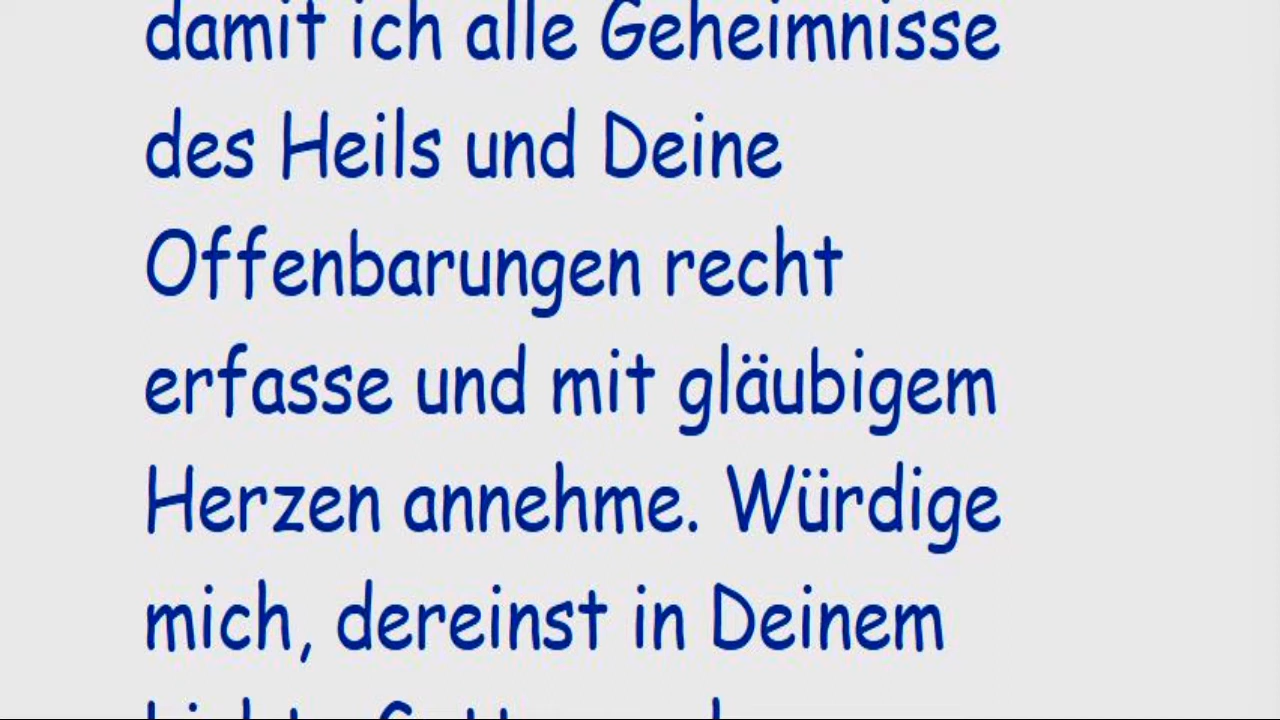 damit ich alle Geheimnisse
des Heils und Deine
Offenbarungen recht
erfasse und mit gläubigem
Herzen annehme. Würdige
mich, dereinst in Deinem